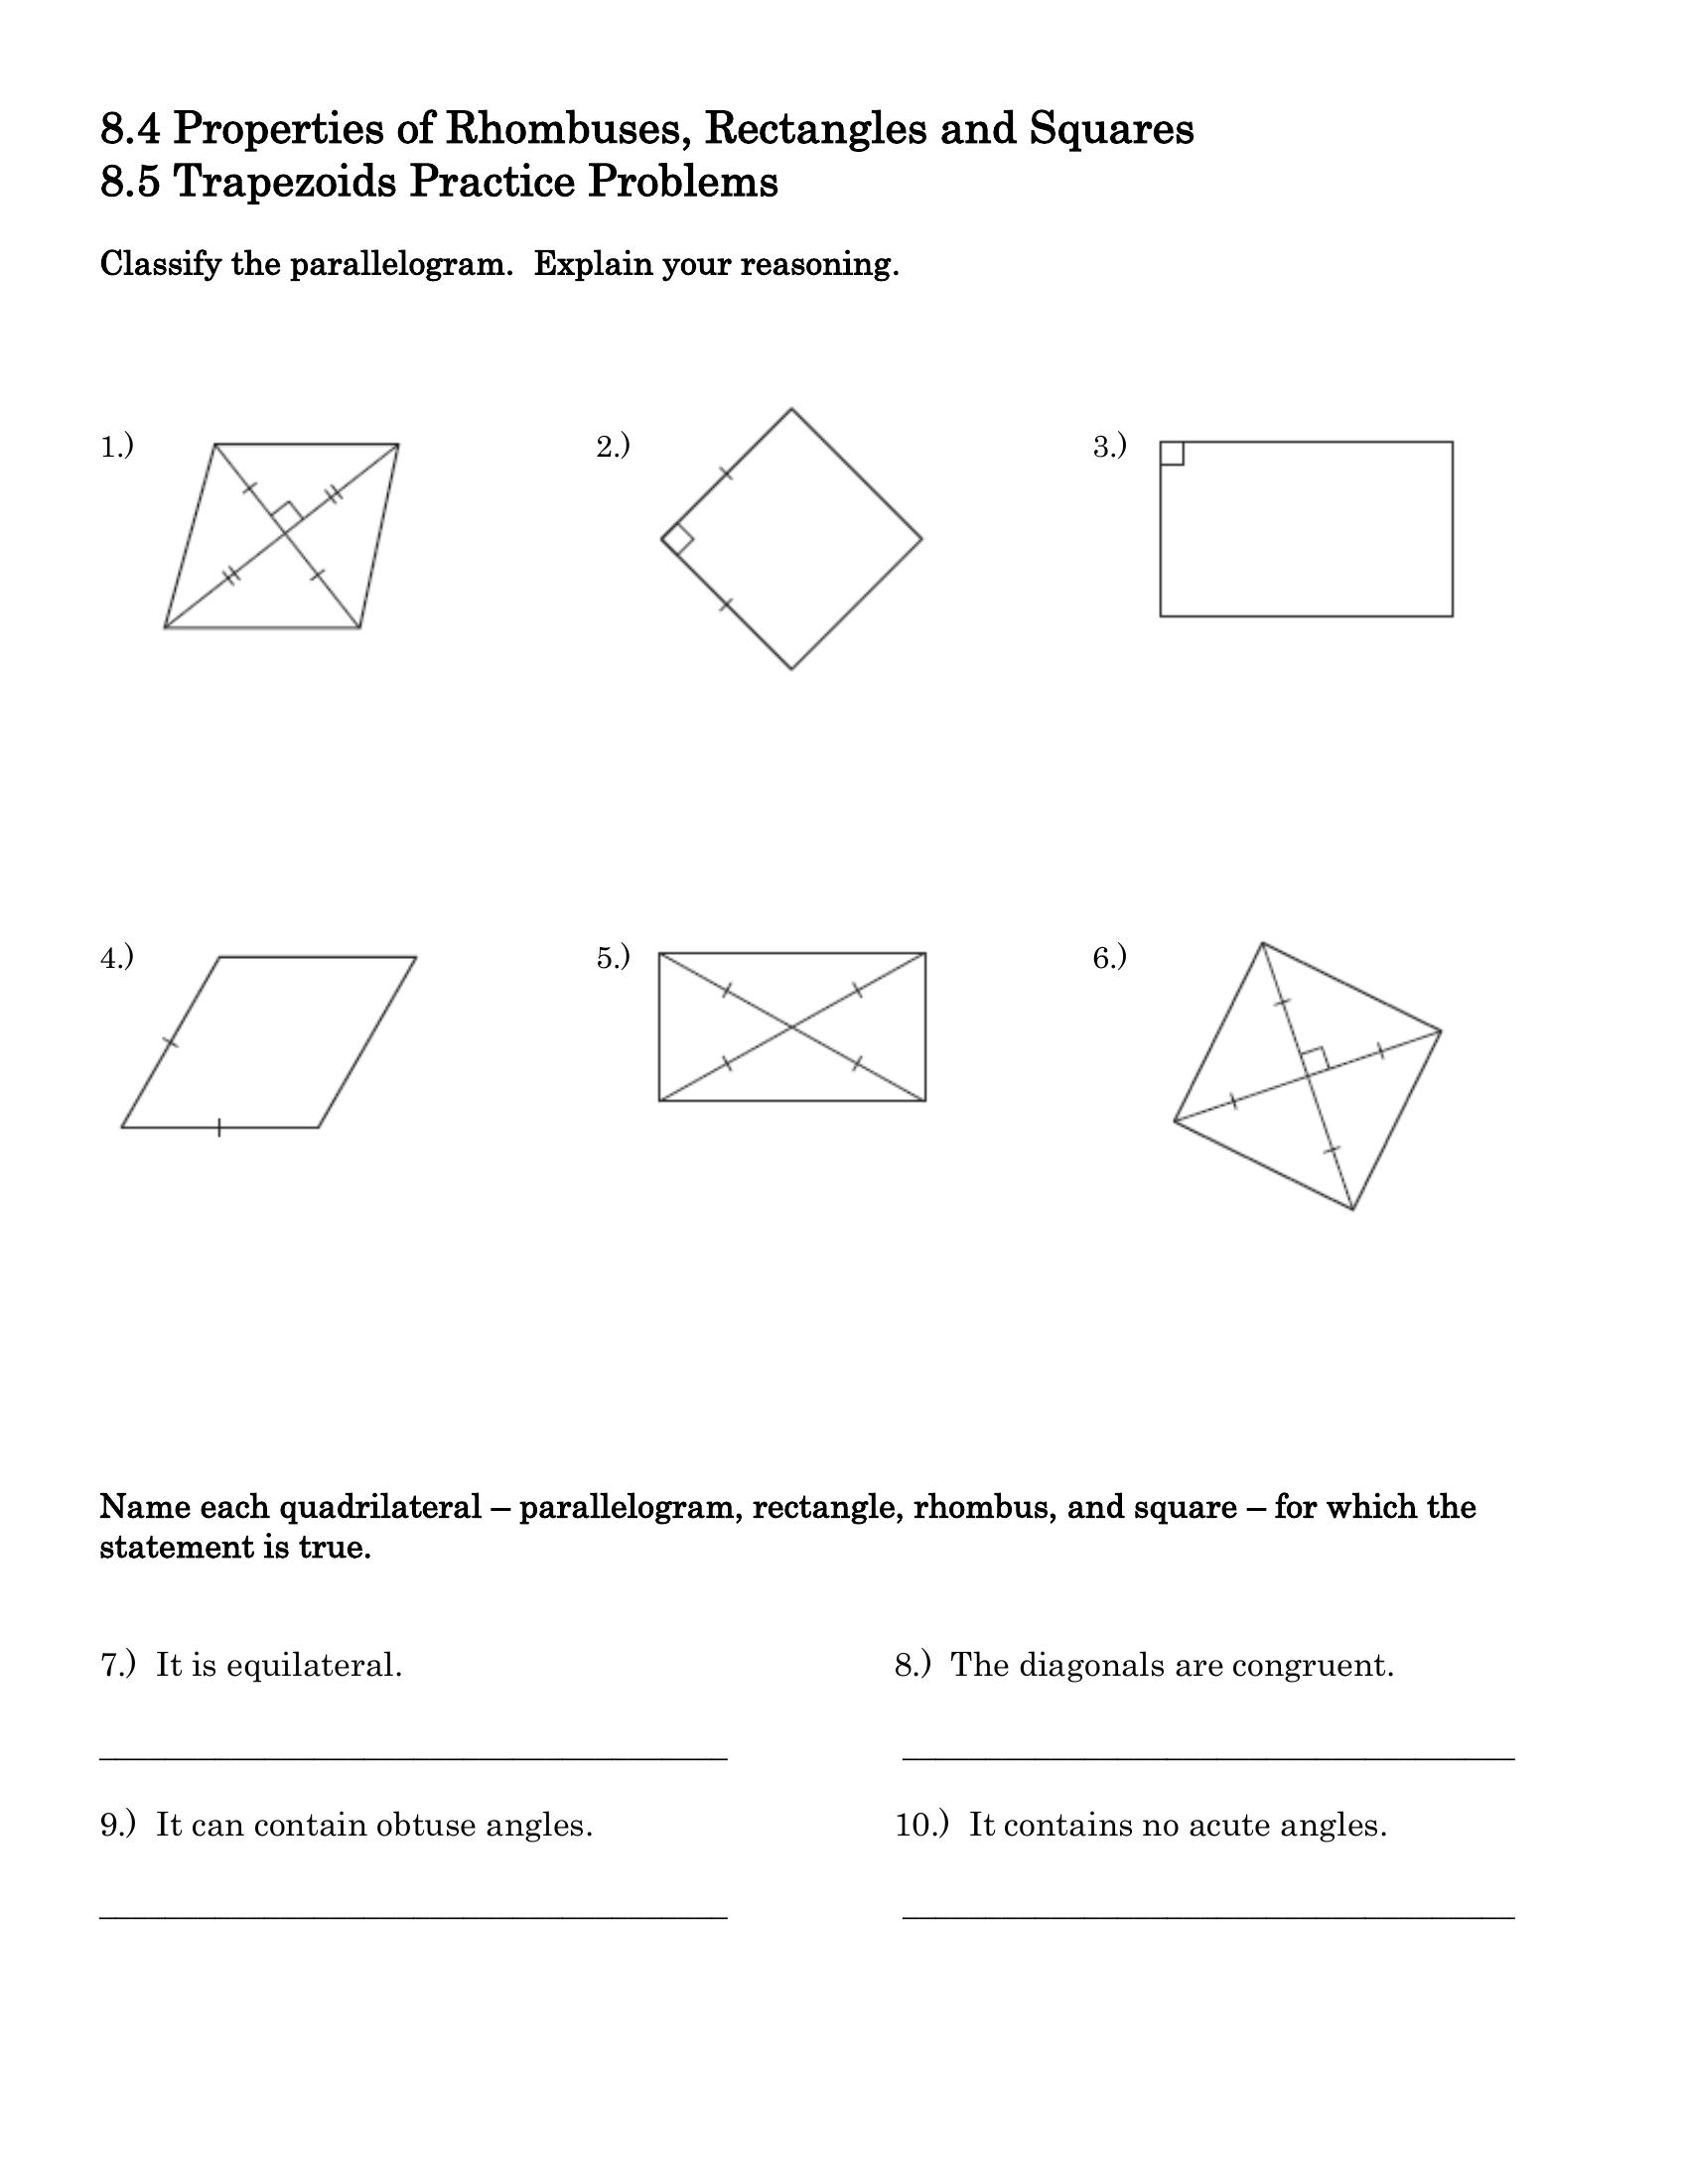 8.4 Properties of Rhombuses, Rectangles and Squares
8.5 Trapezoids Practice Problems
Classify the parallelogram.  Explain your reasoning.
1.)
2.)
3.)
4.)
5.)
6.)
Name each quadrilateral – parallelogram, rectangle, rhombus, and square – for which the
statement is true.
7.)  It is equilateral.
8.)  The diagonals are congruent.
9.)  It can contain obtuse angles.
10.)  It contains no acute angles.